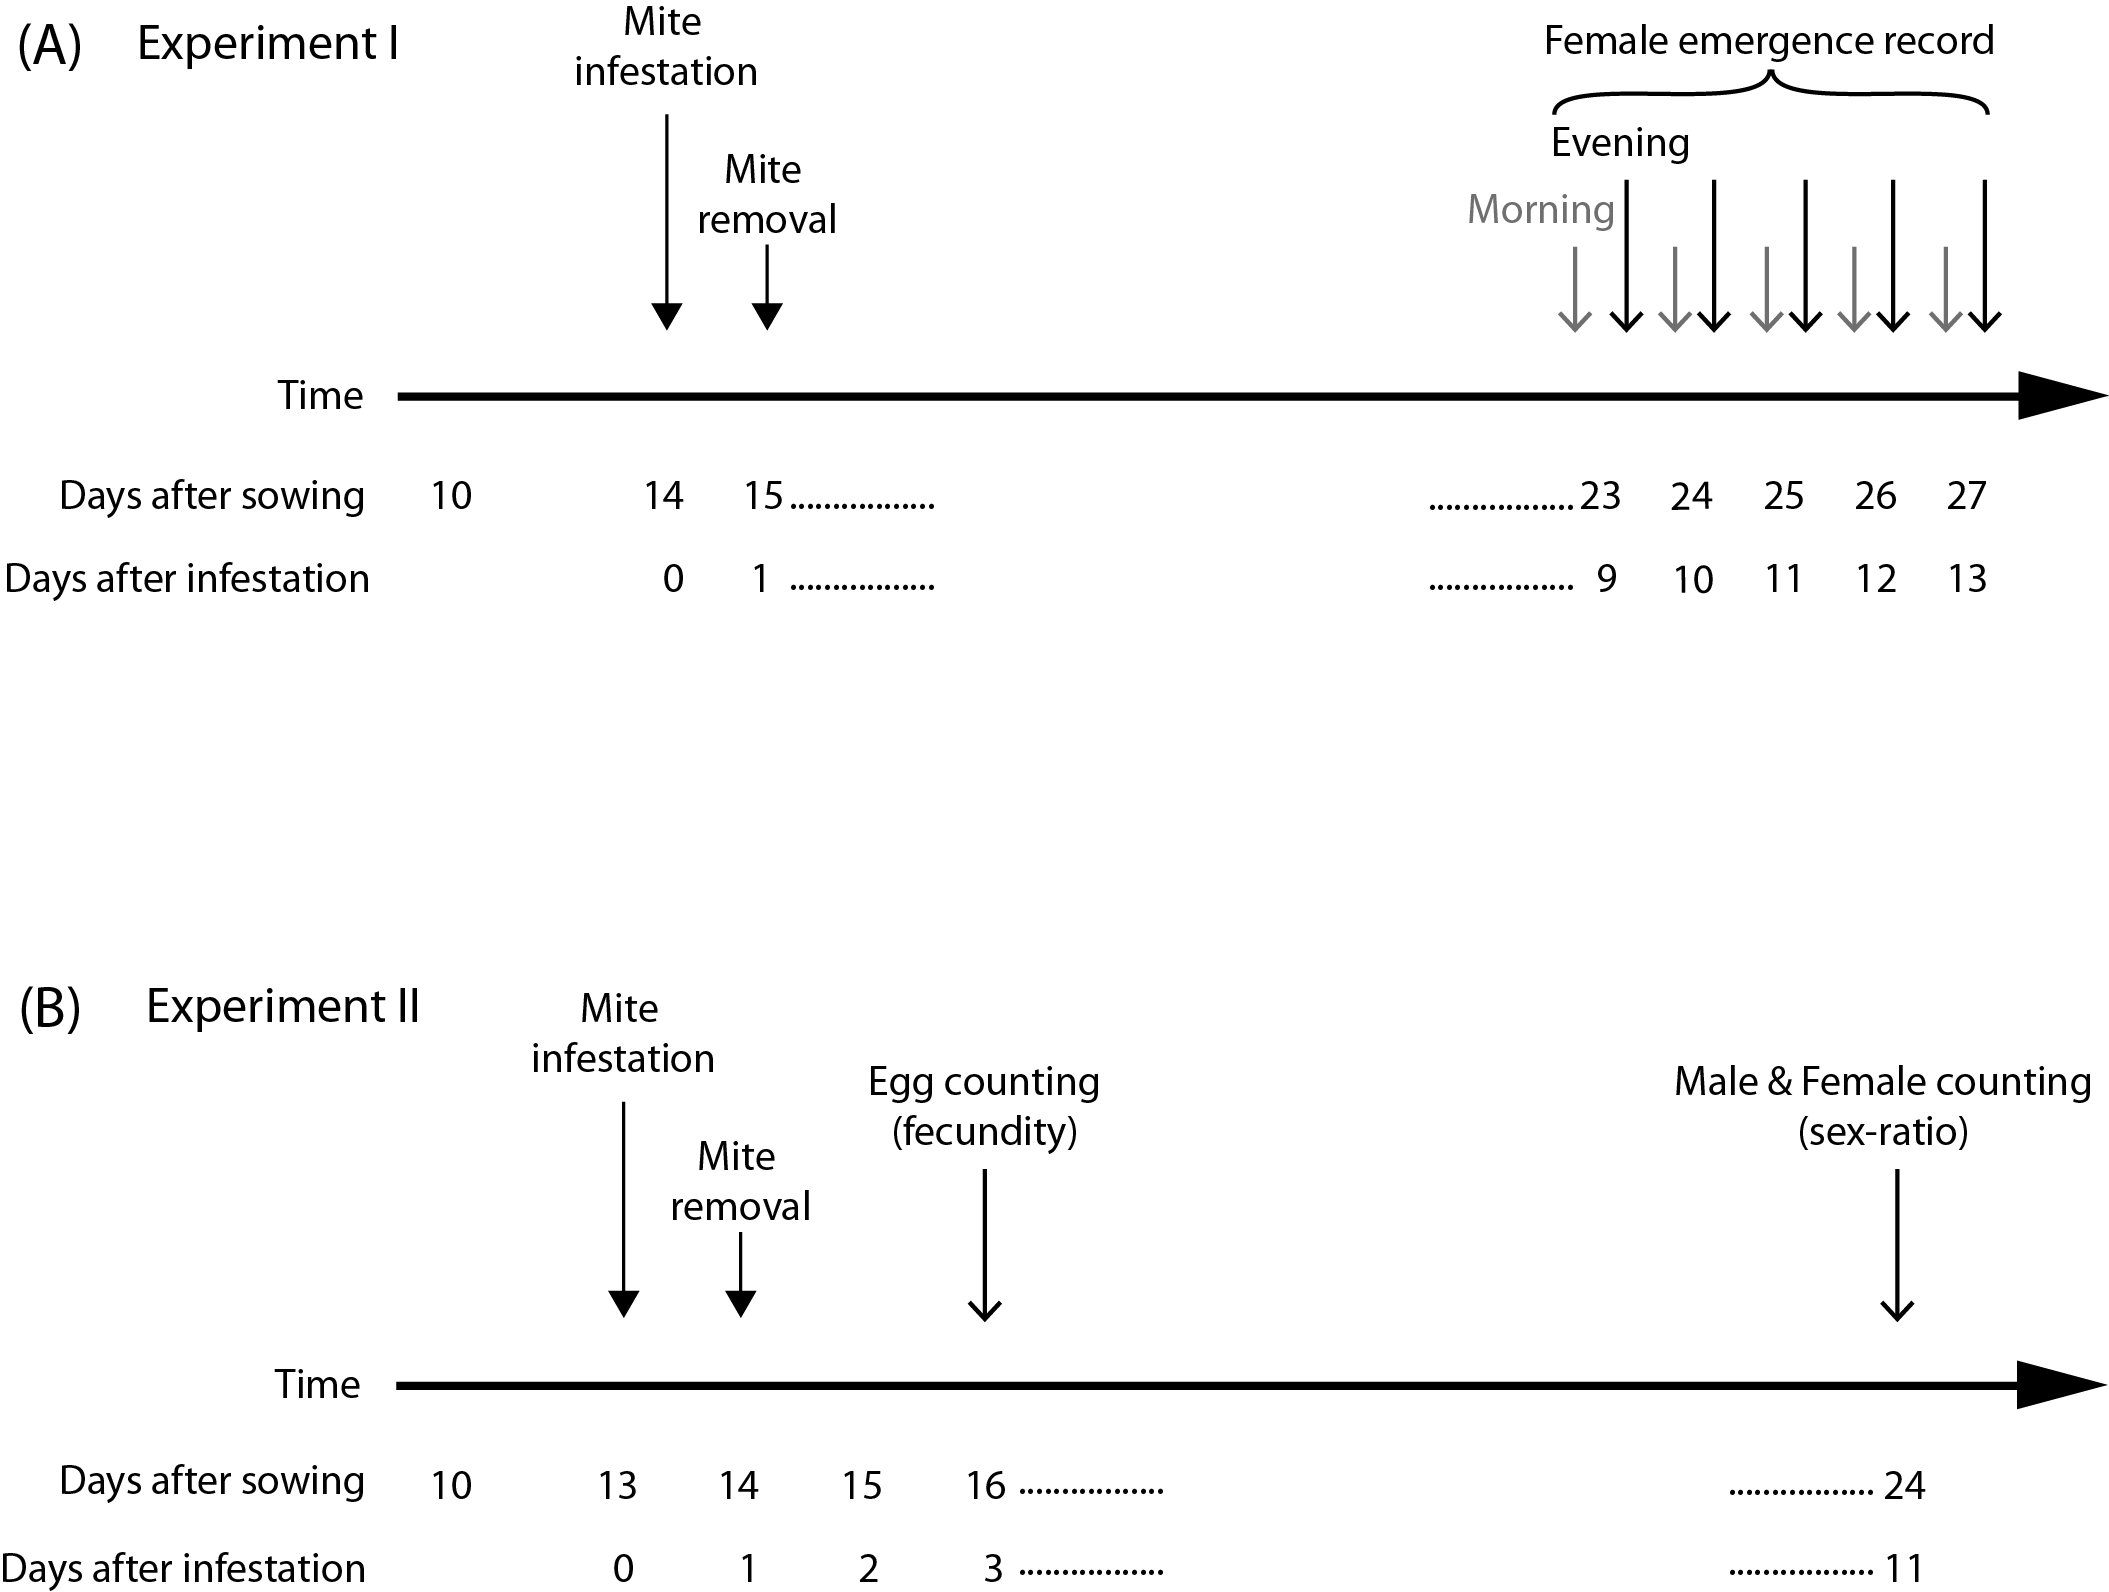 (A) Experiment I
Mite
infestation
Mite
removal
Female emergence record
Evening
Morning
Time
Days after sowing 10 14 15................. .................23 24 25 26 27
Days after infestation 0 1 ................. ................. 9 10 11 12 13
(B) Experiment II
Mite
infestation
Mite
removal
Egg counting
(fecundity)
Male & Female counting
(sex-ratio)
Time
Days after sowing 10 13 14 15 16 ................. ................. 24
Days after infestation 0 1 2 3 ................. ................. 11